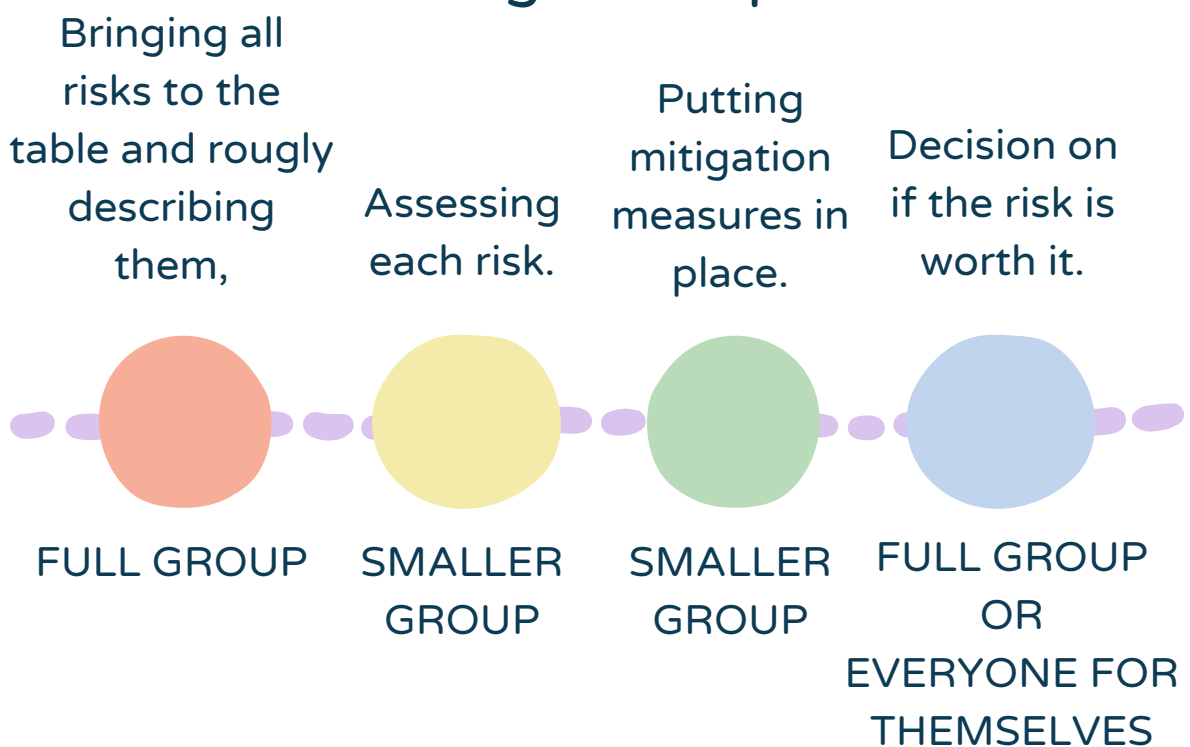 Bringing all
risks to the
table and rougly
describing
them,
Assessing
each risk.
Putting
mitigation
measures in
place.
Decision on
if the risk is
worth it.
FULL GROUP
SMALLER
GROUP
SMALLER
GROUP
FULL GROUP
OR
EVERYONE FOR
THEMSELVES